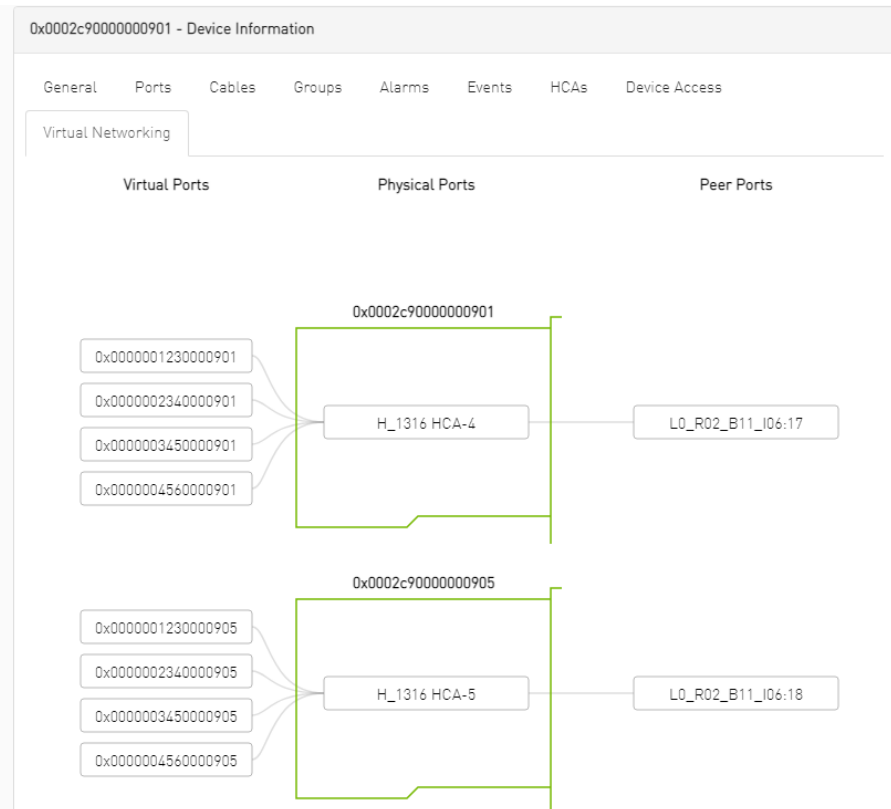 0x0002c90000000901 - Device Information
General Ports Cables Groups Alarms Events HCAs Device Access
Virtual Networking
Virtual Ports Physical Ports Peer Ports
0x0002c90000000901
0x0000001230000901
0x0000002340000901
H_1316 HCA-4 L0_R02_B11_I06:17
0x0000003450000901
0x0000004560000901
0x0002c90000000905
0x0000001230000905
0x0000002340000905
H_1316 HCA-5 L0_R02_B11_I06:18
0x0000003450000905
0x0000004560000905